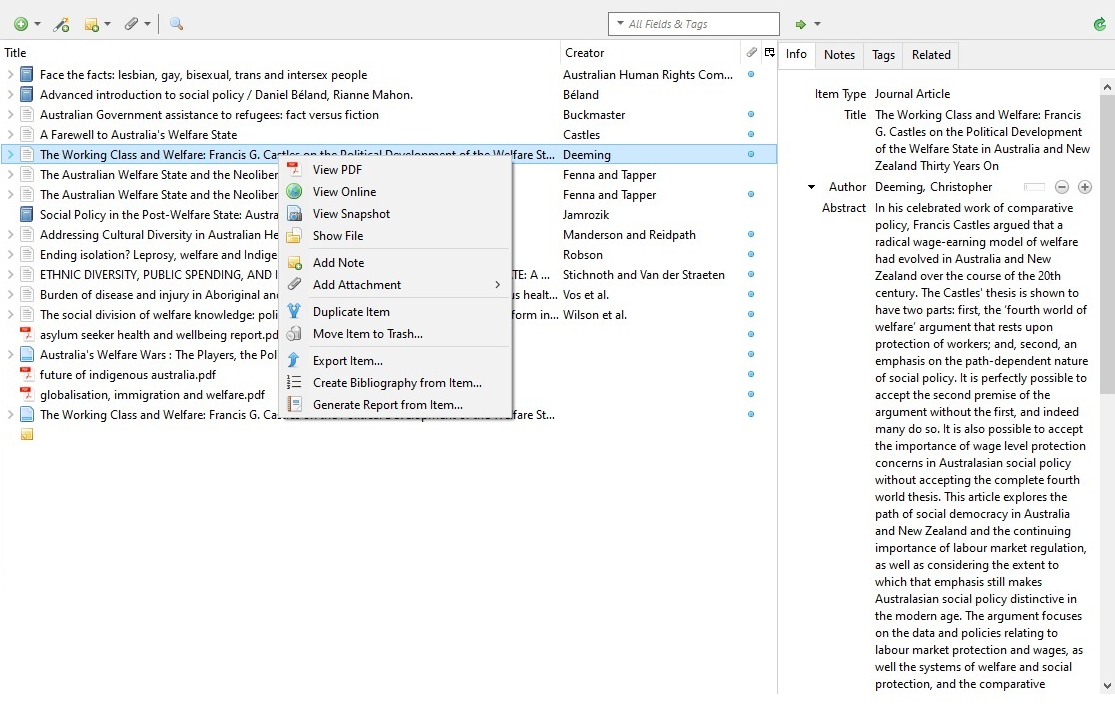 All Fields & Tags
Title Creator
Face the facts: lesbian, gay, bisexual, trans and intersex people Australian Human Rights Com...
Advanced introduction to social policy / Daniel Béland, Rianne Mahon. Béland
Australian Government assistance to refugees: fact versus fiction Buckmaster
A Farewell to Australia's Welfare State Castles
The Working Class and Welfare: Francis G. Castles on the Political Development of the Welfare St... Deeming
The Australian Welfare State and the Neoliber Fenna and Tapper
The Australian Welfare State and the Neoliber Fenna and Tapper
Social Policy in the Post-Welfare State: Austra Jamrozik
Addressing Cultural Diversity in Australian He Manderson and Reidpath
Ending isolation? Leprosy, welfare and Indige Robson
ETHNIC DIVERSITY, PUBLIC SPENDING, AND I TE: A ... Stichnoth and Van der Straeten
Burden of disease and injury in Aboriginal an us healt... Vos et al.
The social division of welfare knowledge: poli form in... Wilson et al.
asylum seeker health and wellbeing report.pd
Australia's Welfare Wars : The Players, the Pol
future of indigenous australia.pdf
globalisation, immigration and welfare.pdf
The Working Class and Welfare: Francis G. Castles on the Political Development of the Welfare St...
View PDF
View Online
View Snapshot
Show File
Add Note
Add Attachment
Duplicate Item
Move Item to Trash...
Export Item...
Create Bibliography from Item...
Generate Report from Item...
Info Notes Tags Related
Item Type Journal Article
Title The Working Class and Welfare: Francis
G. Castles on the Political Development
of the Welfare State in Australia and New
Zealand Thirty Years On
Author Deeming, Christopher
Abstract In his celebrated work of comparative
policy, Francis Castles argued that a
radical wage-earning model of welfare
had evolved in Australia and New
Zealand over the course of the 20th
century. The Castles' thesis is shown to
have two parts: first, the ‘fourth world of
welfare’ argument that rests upon
protection of workers; and, second, an
emphasis on the path-dependent nature
of social policy. It is perfectly possible to
accept the second premise of the
argument without the first, and indeed
many do so. It is also possible to accept
the importance of wage level protection
concerns in Australasian social policy
without accepting the complete fourth
world thesis. This article explores the
path of social democracy in Australia
and New Zealand and the continuing
importance of labour market regulation,
as well as considering the extent to
which that emphasis still makes
Australasian social policy distinctive in
the modern age. The argument focuses
on the data and policies relating to
labour market protection and wages, as
well the systems of welfare and social
protection, and the comparative